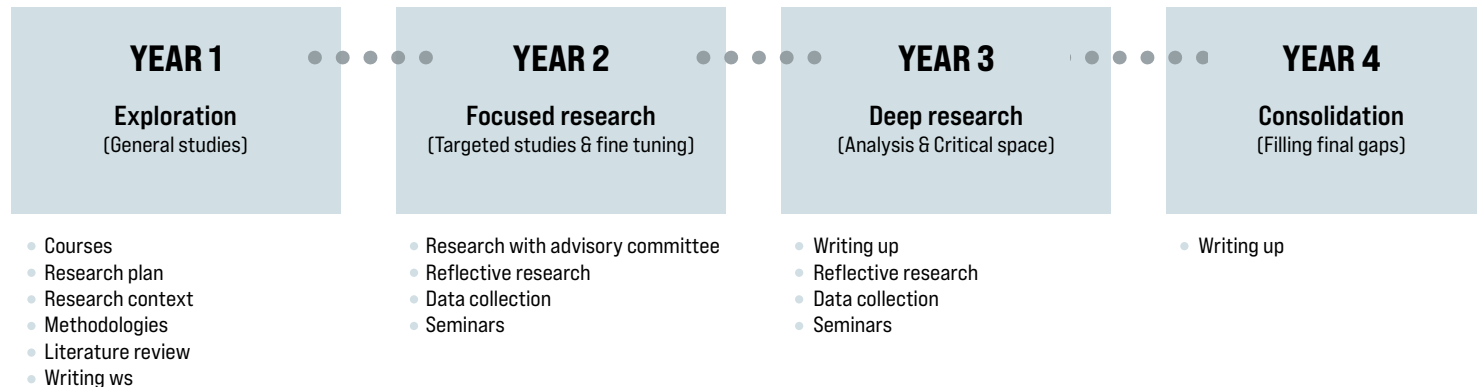 YEAR 1
Exploration
(General studies)
Courses
Research plan
Research context
Methodologies
Literature review
Writing ws
YEAR 2
Focused research
(Targeted studies & fine tuning)
Research with advisory committee
Reflective research
Data collection
Seminars
YEAR 3
Deep research
(Analysis & Critical space)
Writing up
Reflective research
Data collection
Seminars
YEAR 4
Consolidation
(Filling final gaps)
Writing up